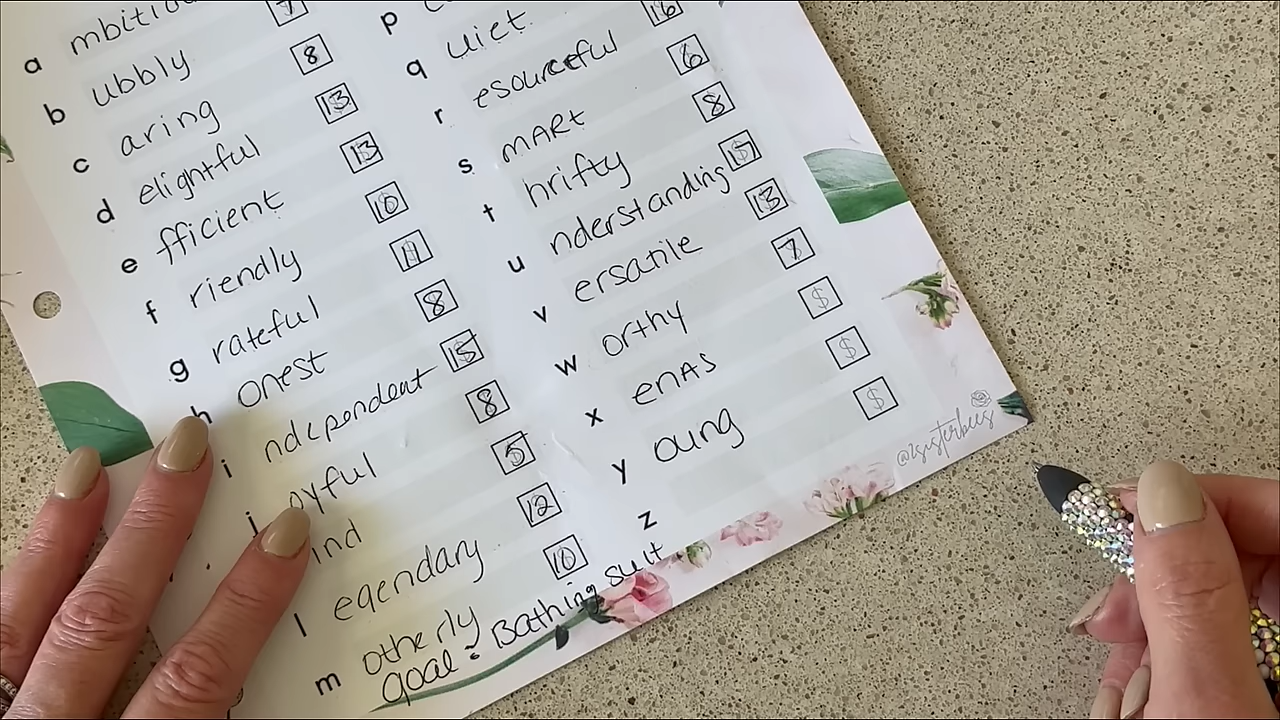 a mbitio 7
b ubbly 8
c aring 13
d elightful 13
e fficient 10
f riendly 11
g rateful 8
h onest 15
i ndependent 8
j oyful 5
ind 12
l egendary 10
m otherly
goal: Bathing suit
p
q uiet 16
r esourceful 6
s mARt 8
t hrifty
u nderstanding 13
v ersatile 7
w orthy $
x enAs $
y oung $
z
@2sisterbees